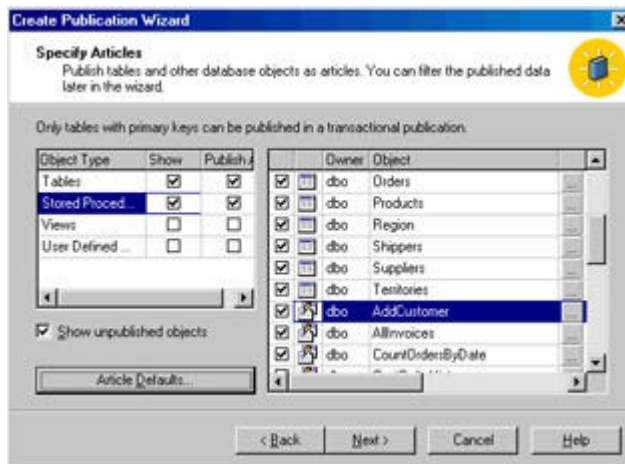 Create Publication Wizard
Specify Articles
Publish tables and other database objects as articles. You can filter the published data
later in the wizard.
Only tables with primary keys can be published in a transactional publication.
Object Type Show Publish A
Tables
Stored Proced...
Views
User Defined ...
Show unpublished objects
Article Defaults...
Owner Object
dbo Orders
dbo Products
dbo Region
dbo Shippers
dbo Suppliers
dbo Territories
dbo AddCustomer
dbo AllInvoices
dbo CountOrdersByDate
< Back Next > Cancel Help